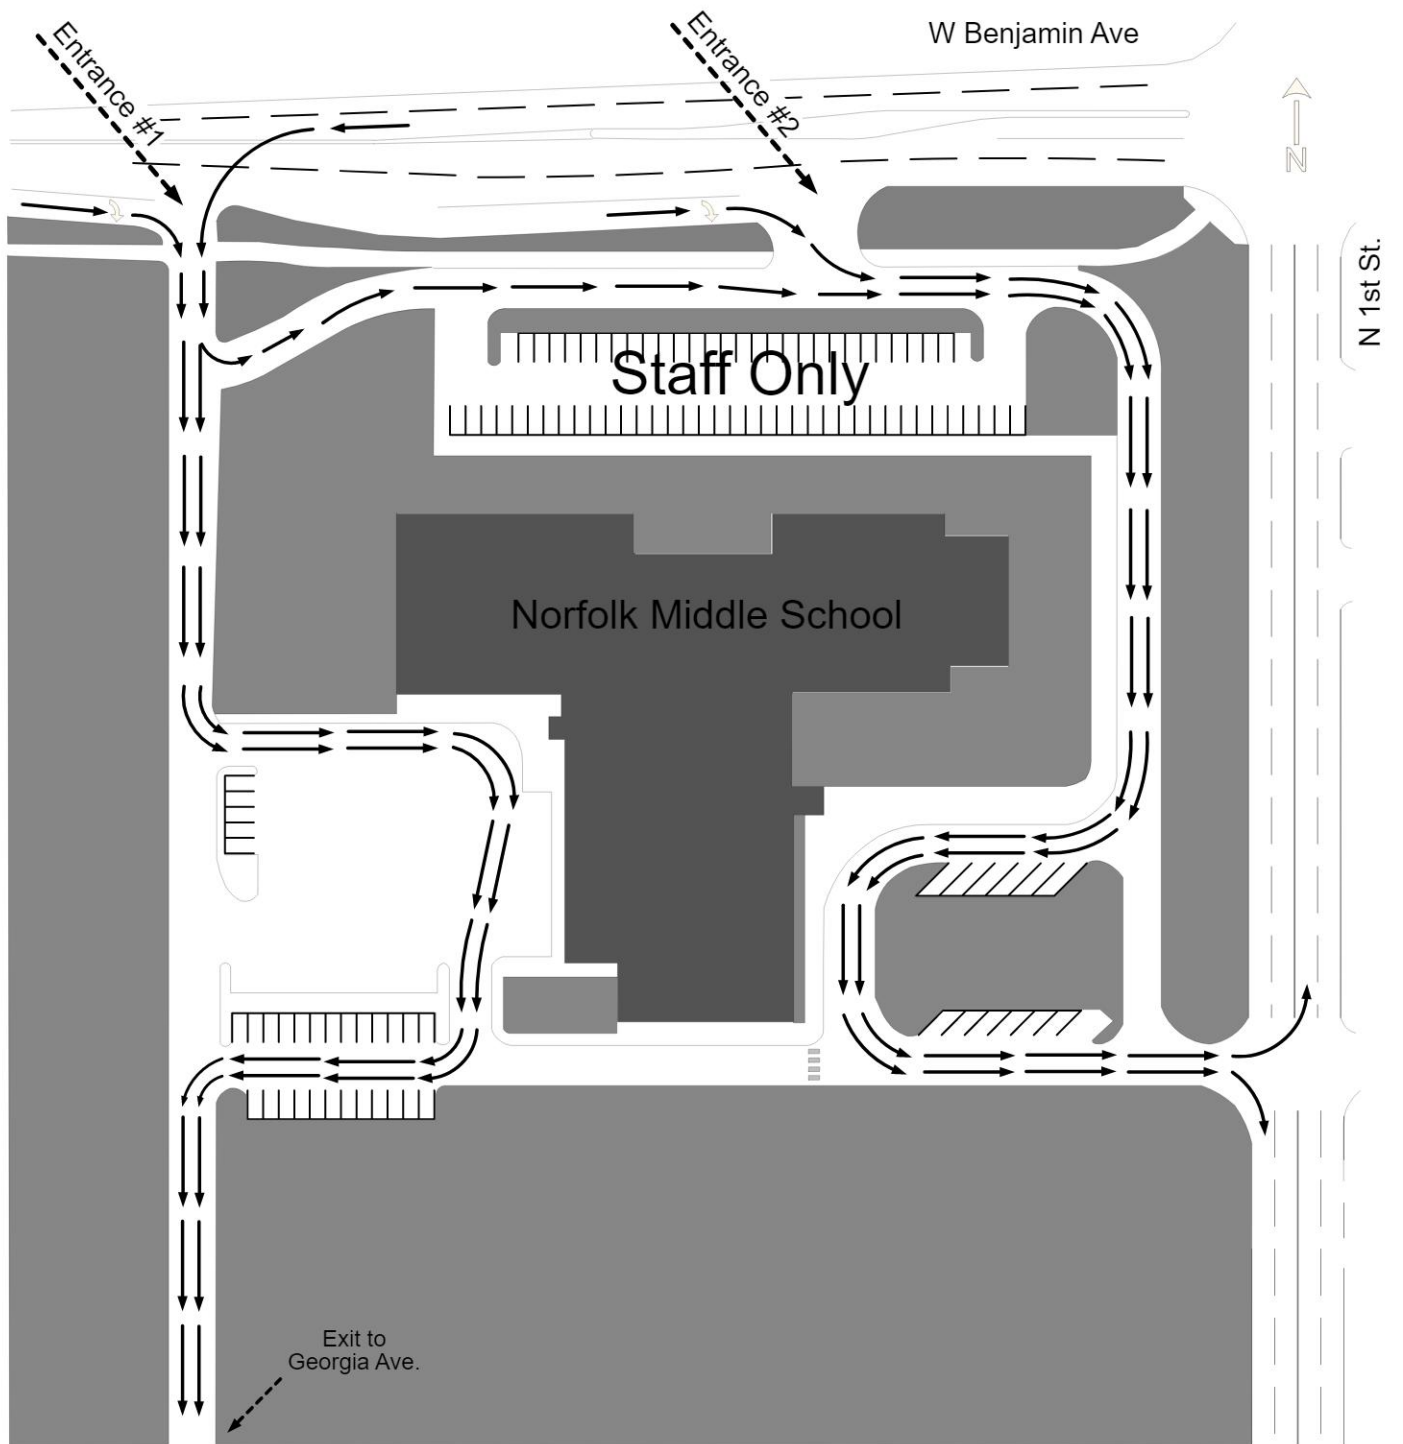 W Benjamin Ave
Entrance #1
Entrance #2
N
N 1st St.
Staff Only
Norfolk Middle School
Exit to
Georgia Ave.